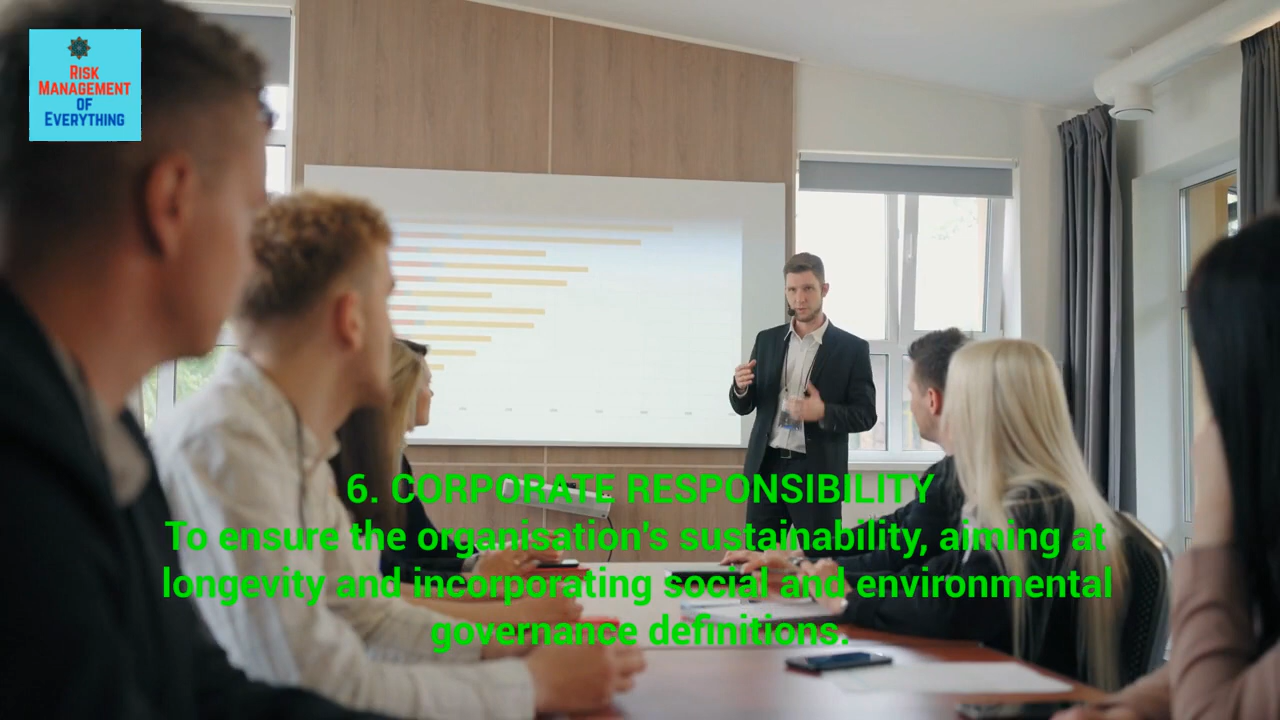 RISK
MANAGEMENT
OF
EVERYTHING
6. CORPORATE RESPONSIBILITY
To ensure the organisation's sustainability, aiming at
longevity and incorporating social and environmental
governance definitions.